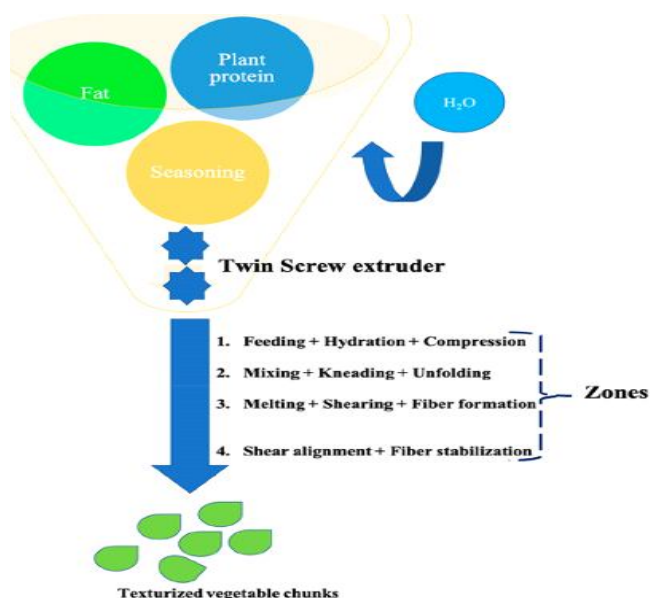 Plant
protein
Fat
H₂O
Seasoning
Twin Screw extruder
1. Feeding + Hydration + Compression
2. Mixing + Kneading + Unfolding
3. Melting + Shearing + Fiber formation
4. Shear alignment + Fiber stabilization
Zones
Texturized vegetable chunks